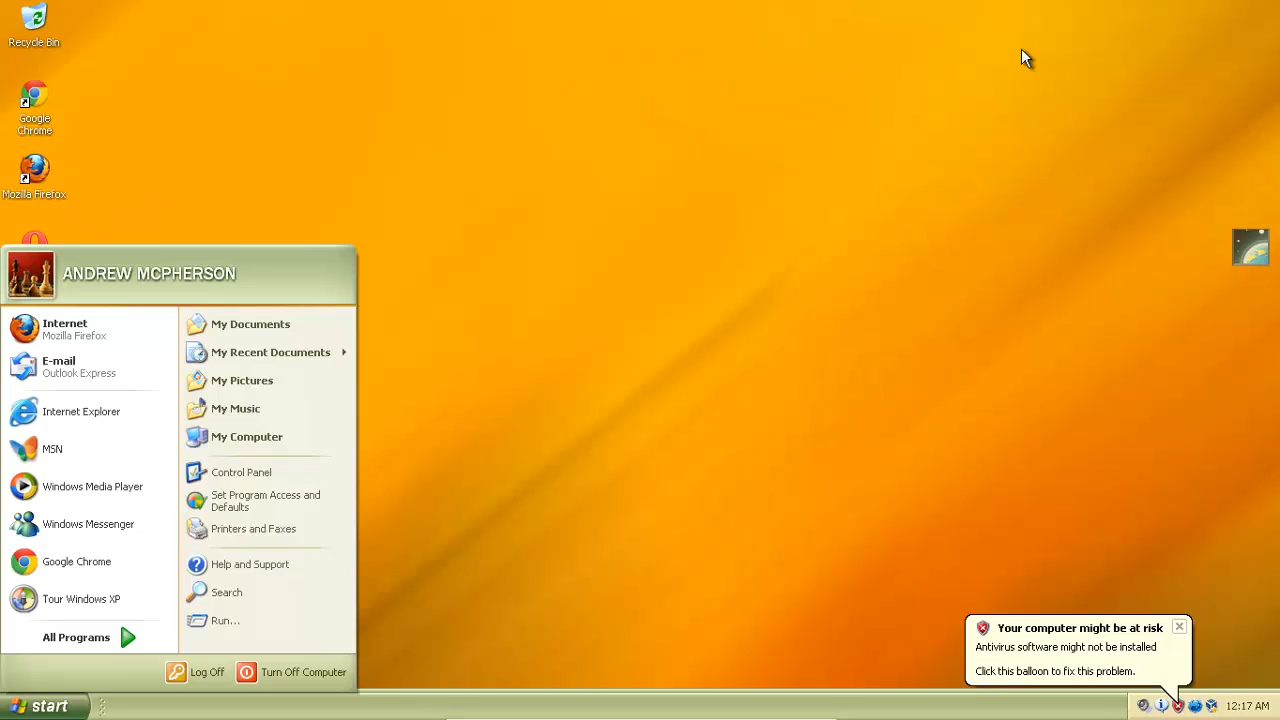 Recycle Bin
Google
Chrome
Mozilla Firefox
ANDREW MCPHERSON
Internet
Mozilla Firefox
E-mail
Outlook Express
Internet Explorer
MSN
Windows Media Player
Windows Messenger
Google Chrome
Tour Windows XP
All Programs
My Documents
My Recent Documents
My Pictures
My Music
My Computer
Control Panel
Set Program Access and
Defaults
Printers and Faxes
Help and Support
Search
Run...
Log Off
Turn Off Computer
Your computer might be at risk
Antivirus software might not be installed
Click this balloon to fix this problem.
start
12:17 AM